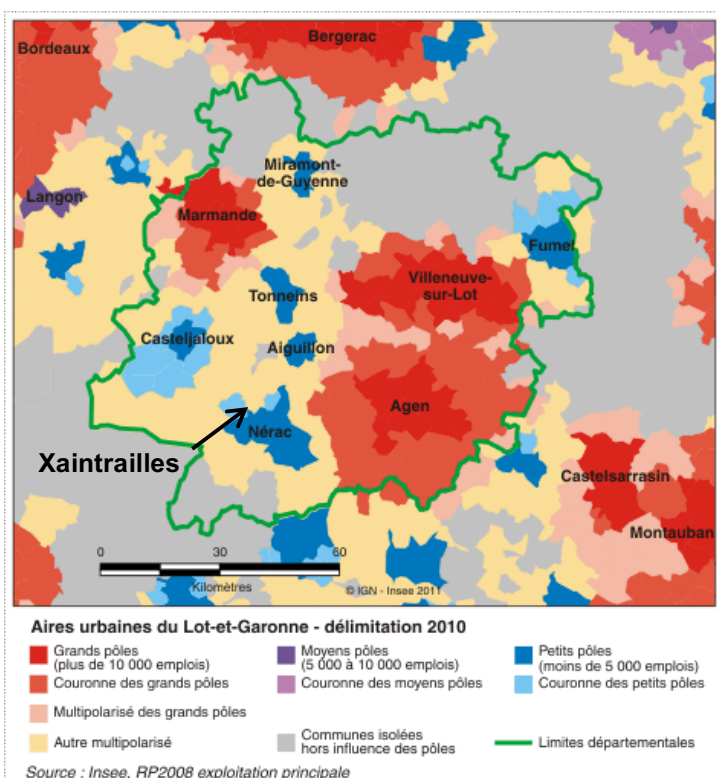 Bordeaux
Bergerac
Miramont-
de-Guyenne
Langon
Marmande
Fumel
Villeneuve-
sur-Lot
Tonneins
Casteljaloux
Aiguillon
Agen
Nérac
Xaintrailles
Castelsarrasin
Montauban
0 30 60
Kilomètres
© IGN - Insee 2011
Aires urbaines du Lot-et-Garonne - délimitation 2010
Grands pôles
(plus de 10 000 emplois)
Moyens pôles
(5 000 à 10 000 emplois)
Petits pôles
(moins de 5 000 emplois)
Couronne des grands pôles
Couronne des moyens pôles
Couronne des petits pôles
Multipolarisé des grands pôles
Autre multipolarisé
Communes isolées
hors influence des pôles
Limites départementales
Source : Insee, RP2008 exploitation principale